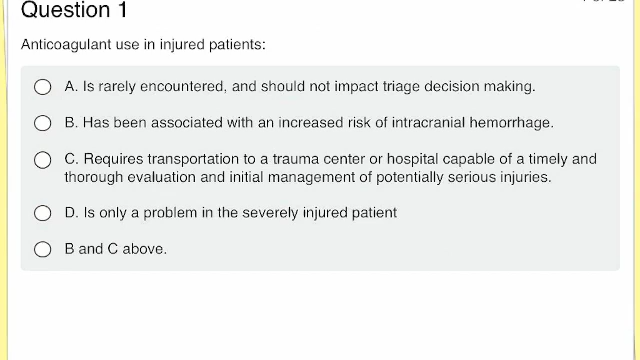 Question 1
Anticoagulant use in injured patients:
A. Is rarely encountered, and should not impact triage decision making.
B. Has been associated with an increased risk of intracranial hemorrhage.
C. Requires transportation to a trauma center or hospital capable of a timely and
thorough evaluation and initial management of potentially serious injuries.
D. Is only a problem in the severely injured patient
B and C above.